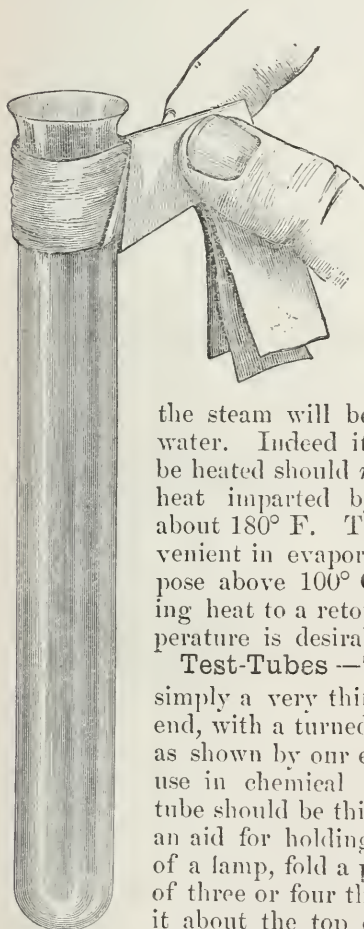 the steam will be
water. Indeed it
be heated should
heat imparted b
about 180° F. T
venient in evapor
pose above 100°
ing heat to a reto
perature is desira
Test-Tubes —
simply a very thi
end, with a turned
as shown by our e
use in chemical
tube should be thi
an aid for holding
of a lamp, fold a p
of three or four th
it about the top